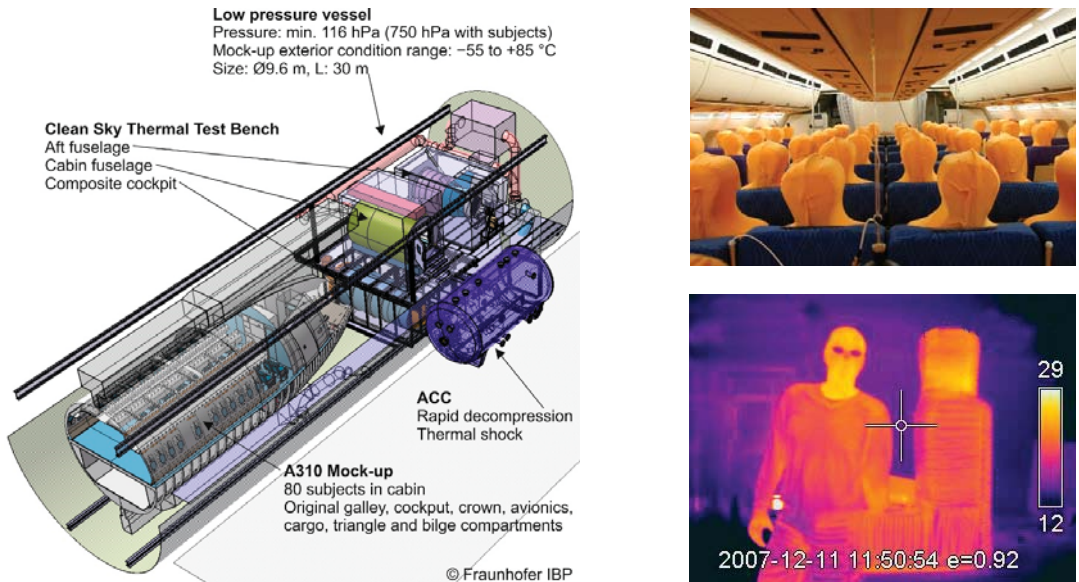 Low pressure vessel
Pressure: min. 116 hPa (750 hPa with subjects)
Mock-up exterior condition range: −55 to +85 °C
Size: Ø9.6 m, L: 30 m
Clean Sky Thermal Test Bench
Aft fuselage
Cabin fuselage
Composite cockpit
ACC
Rapid decompression
Thermal shock
A310 Mock-up
80 subjects in cabin
Original galley, cockput, crown, avionics,
cargo, triangle and bilge compartments
© Fraunhofer IBP
29
12
2007-12-11 11:50:54 e=0.92